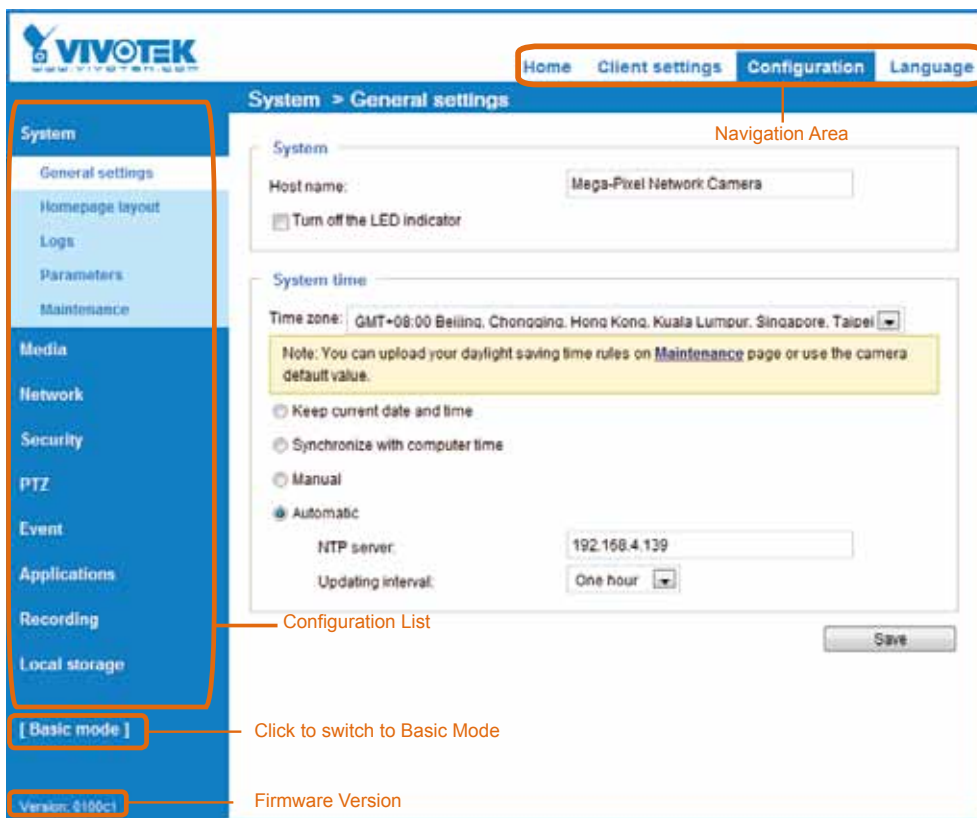 VIVOTEK
www.vivotek.com
Home Client settings Configuration Language
System > General settings
Navigation Area
System
General settings
Homepage layout
Logs
Parameters
Maintenance
Media
Network
Security
PTZ
Event
Applications
Recording
Local storage
[ Basic mode ]
Version: 0100c1
System
Host name: Mega-Pixel Network Camera
Turn off the LED indicator
System time
Time zone: GMT+08:00 Beijing, Chongqing, Hong Kong, Kuala Lumpur, Singapore, Taipei
Note: You can upload your daylight saving time rules on Maintenance page or use the camera
default value.
Keep current date and time
Synchronize with computer time
Manual
Automatic
NTP server: 192.168.4.139
Updating interval: One hour
Save
Configuration List
Click to switch to Basic Mode
Firmware Version